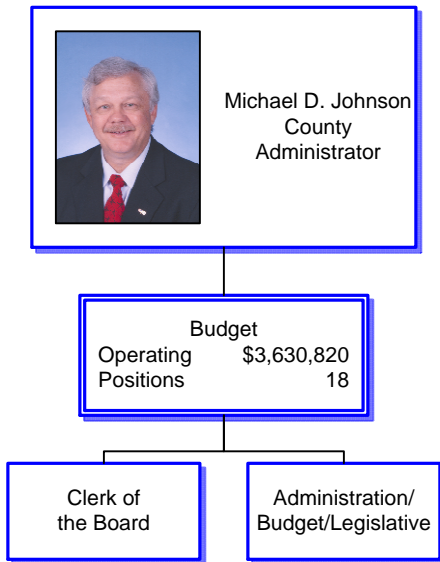 Michael D. Johnson
County
Administrator
Budget
Operating $3,630,820
Positions 18
Clerk of
the Board
Administration/
Budget/Legislative